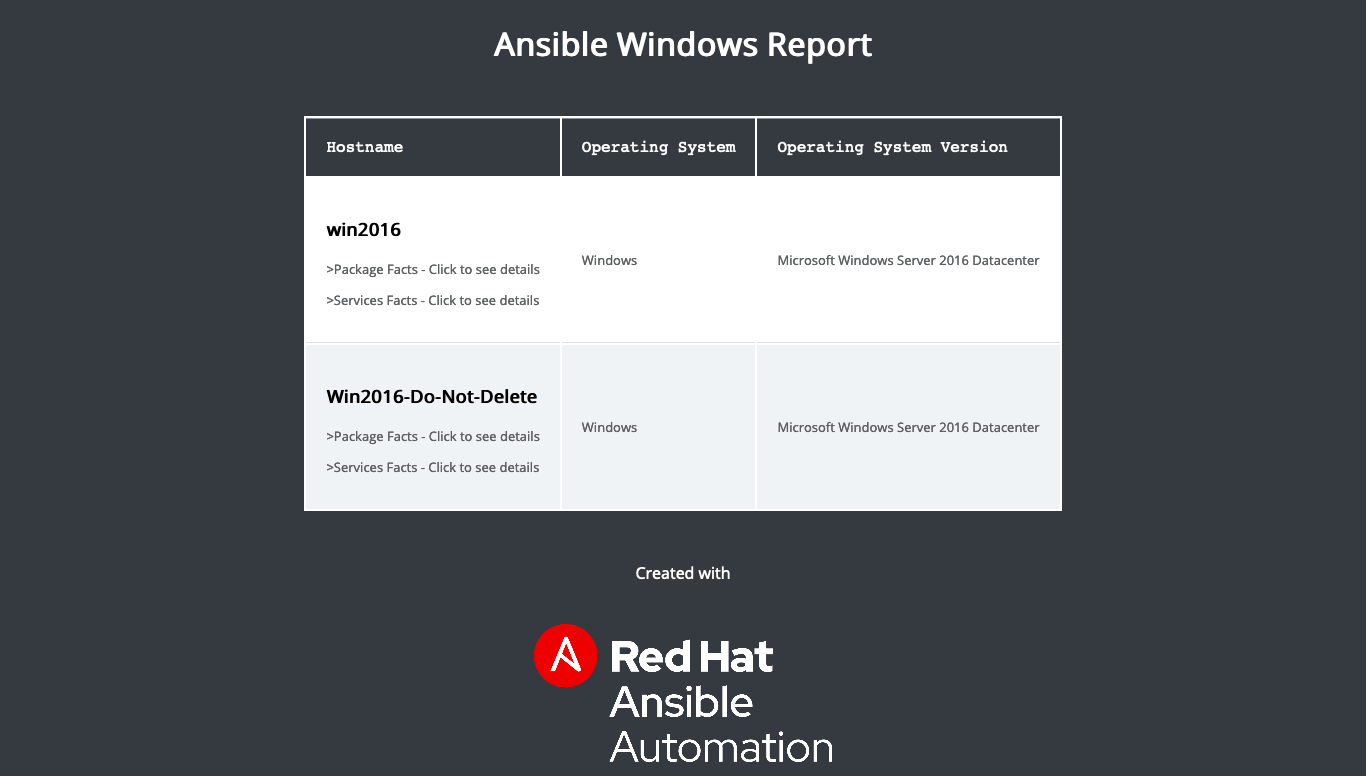 Ansible Windows Report
Hostname
Operating System
Operating System Version
win2016
>Package Facts - Click to see details
>Services Facts - Click to see details
Windows
Microsoft Windows Server 2016 Datacenter
Win2016-Do-Not-Delete
>Package Facts - Click to see details
>Services Facts - Click to see details
Windows
Microsoft Windows Server 2016 Datacenter
Created with
Red Hat
Ansible
Automation